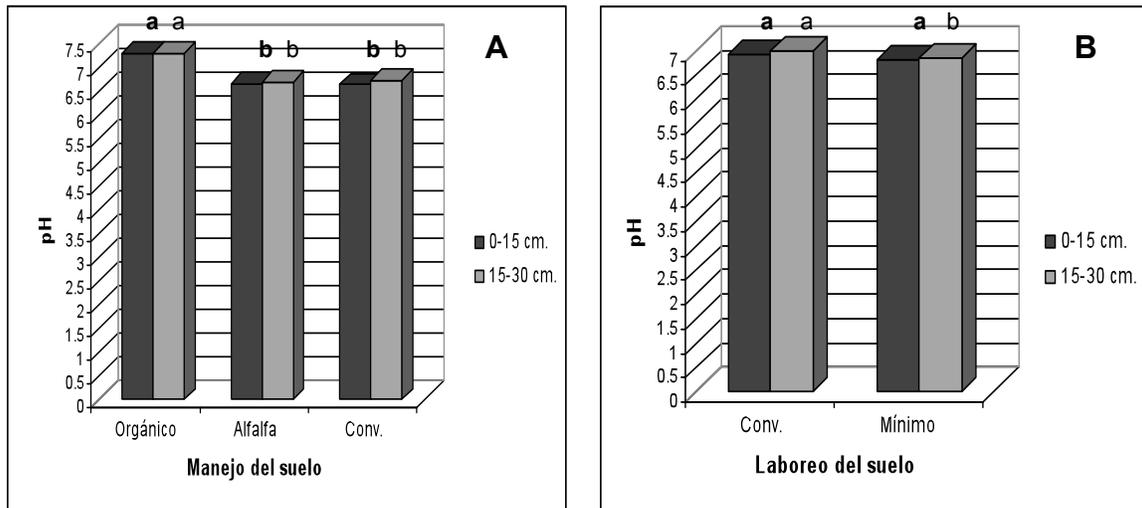 a a
b b
b b
A
7.5
7
6.5
6
5.5
5
4.5
4
3.5
3
2.5
2
1.5
1
0.5
0
pH
Orgánico Alfalfa Conv.
Manejo del suelo
0-15 cm.
15-30 cm.
a a
a b
B
7
6.5
6
5.5
5
4.5
4
3.5
3
2.5
2
1.5
1
0.5
0
pH
Conv. Mínimo
Laboreo del suelo
0-15 cm.
15-30 cm.